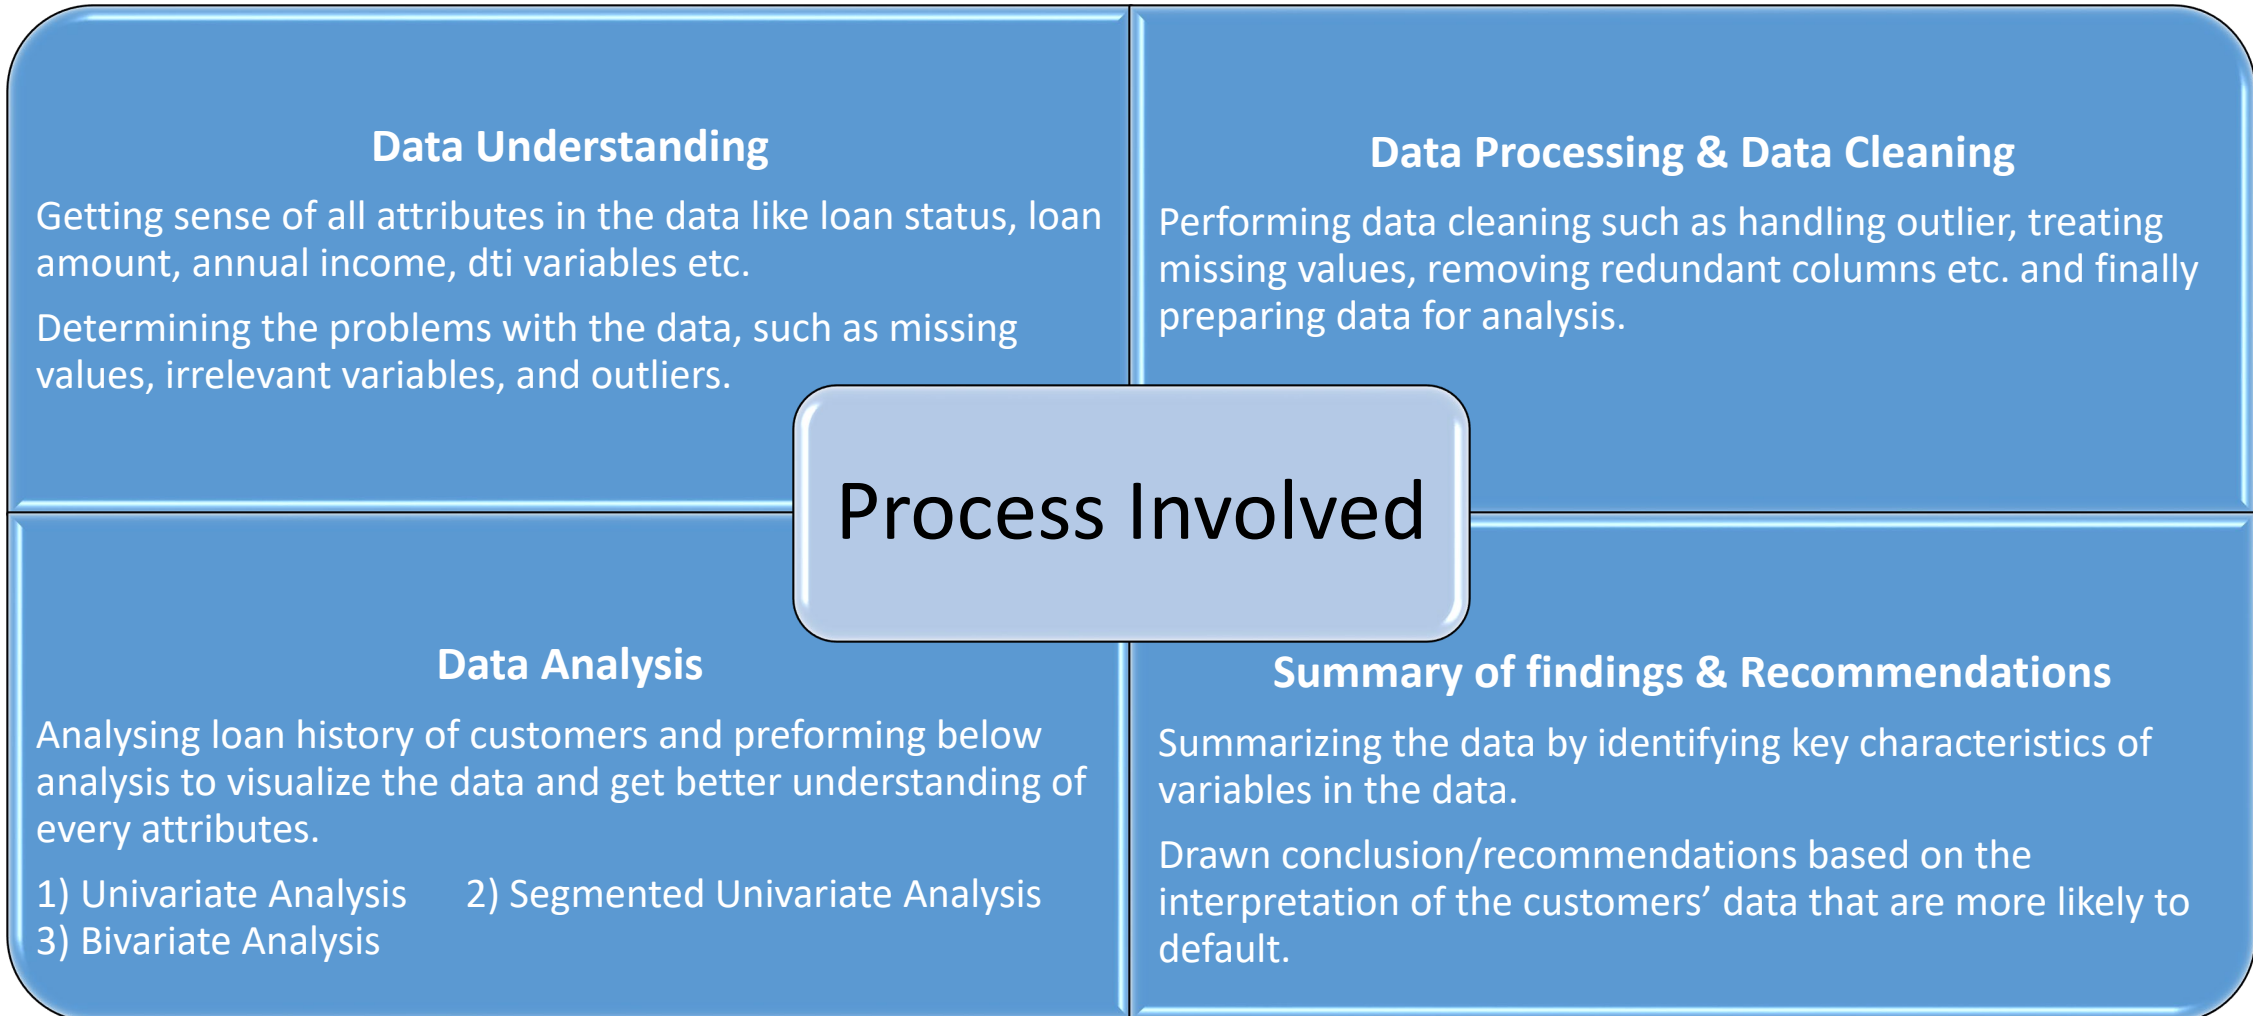 Data Understanding
Getting sense of all attributes in the data like loan status, loan
amount, annual income, dti variables etc.
Determining the problems with the data, such as missing
values, irrelevant variables, and outliers.
Data Processing & Data Cleaning
Performing data cleaning such as handling outlier, treating
missing values, removing redundant columns etc. and finally
preparing data for analysis.
Process Involved
Data Analysis
Analysing loan history of customers and preforming below
analysis to visualize the data and get better understanding of
every attributes.
1) Univariate Analysis 2) Segmented Univariate Analysis
3) Bivariate Analysis
Summary of findings & Recommendations
Summarizing the data by identifying key characteristics of
variables in the data.
Drawn conclusion/recommendations based on the
interpretation of the customers’ data that are more likely to
default.